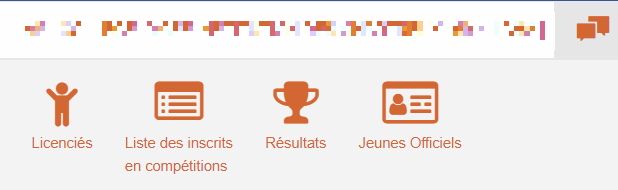 Licenciés
Liste des inscrits
en compétitions
Résultats
Jeunes Officiels